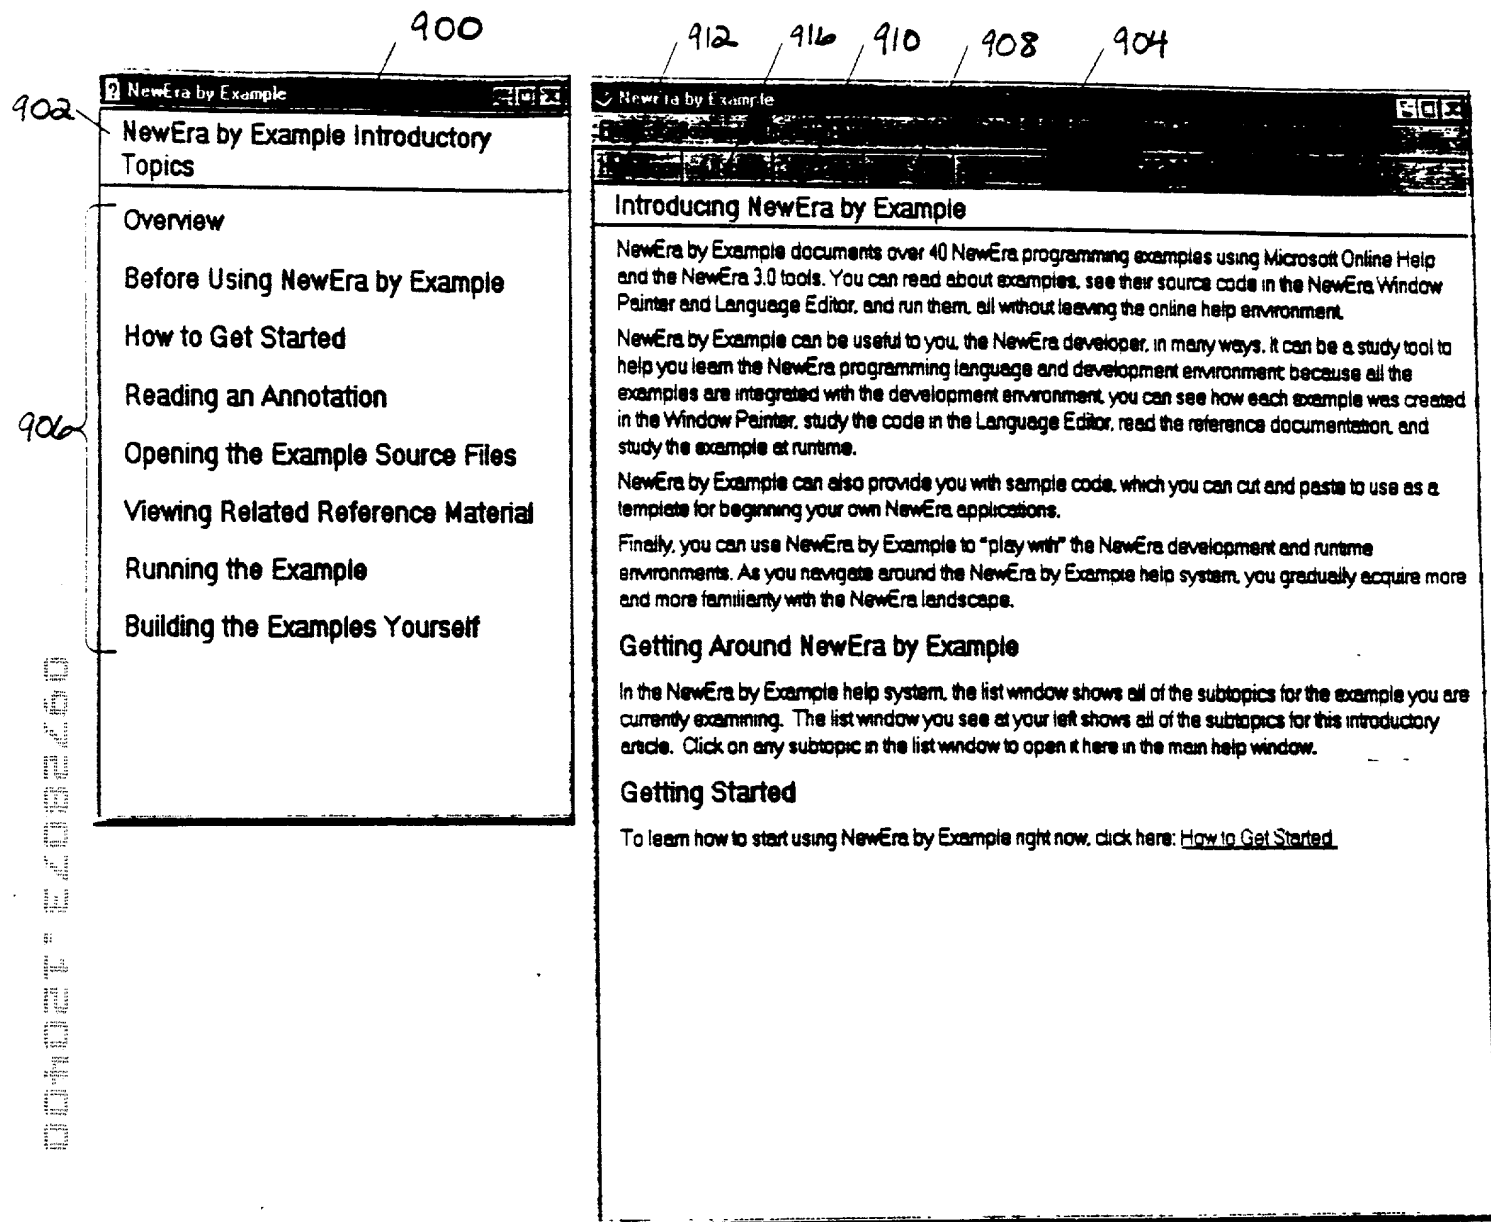 900
912 916 910 908 904
902
NewEra by Example
NewEra by Example Introductory
Topics
Overview
Before Using NewEra by Example
How to Get Started
Reading an Annotation
906
Opening the Example Source Files
Viewing Related Reference Material
Running the Example
Building the Examples Yourself
NewEra by Example
Introducing NewEra by Example
NewEra by Example documents over 40 NewEra programming examples using Microsoft Online Help
and the NewEra 3.0 tools. You can read about examples, see their source code in the NewEra Window
Painter and Language Editor, and run them, all without leaving the online help environment.
NewEra by Example can be useful to you, the NewEra developer, in many ways. it can be a study tool to
help you learn the NewEra programming language and development environment because all the
examples are integrated with the development environment, you can see how each example was created
in the Window Painter, study the code in the Language Editor, read the reference documentation, and
study the example at runtime.
NewEra by Example can also provide you with sample code, which you can cut and paste to use as a
template for beginning your own NewEra applications.
Finally, you can use NewEra by Example to "play with" the NewEra development and runtime
environments. As you navigate around the NewEra by Example help system, you gradually acquire more
and more familiarity with the NewEra landscape.
Getting Around NewEra by Example
In the NewEra by Example help system, the list window shows all of the subtopics for the example you are
currently examining. The list window you see at your left shows all of the subtopics for this introductory
article. Click on any subtopic in the list window to open it here in the main help window.
Getting Started
To learn how to start using NewEra by Example right now, click here: How to Get Started